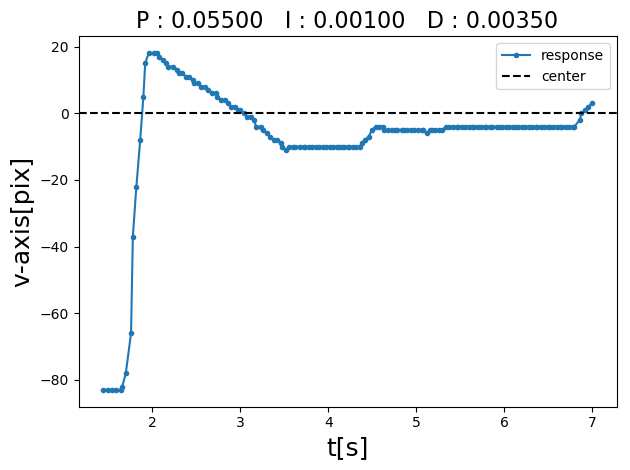 P : 0.05500   I : 0.00100   D : 0.00350
response
center
20
0
−20
−40
−60
−80
v-axis[pix]
2 3 4 5 6 7
t[s]